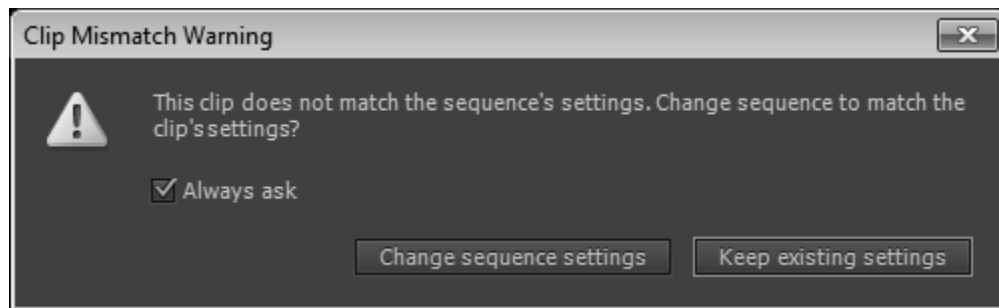 Clip Mismatch Warning
This clip does not match the sequence's settings. Change sequence to match the
clip's settings?
Always ask
Change sequence settings
Keep existing settings